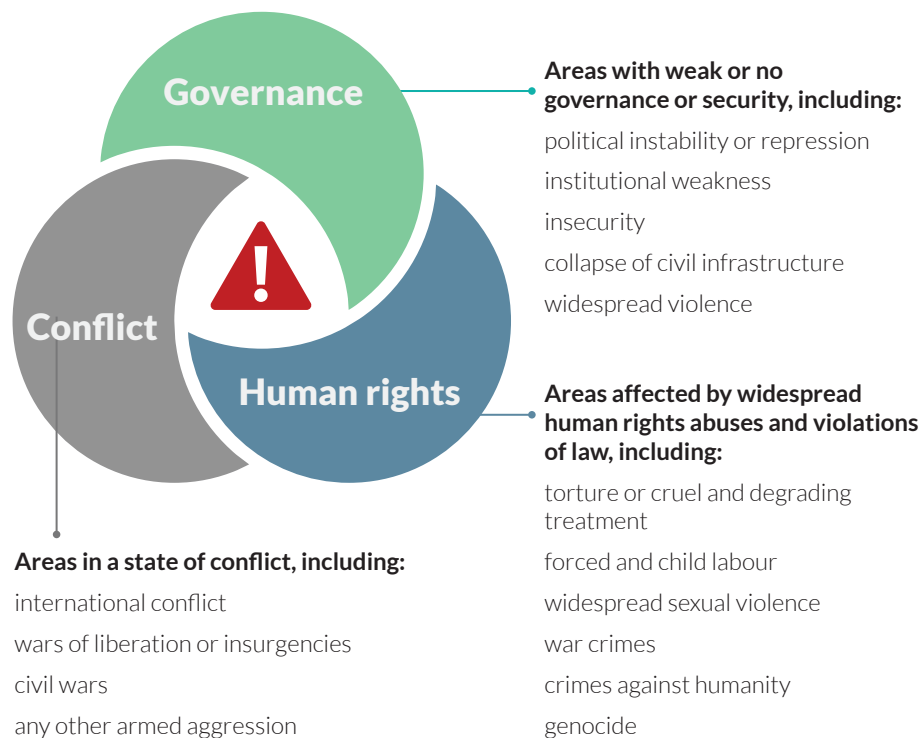 Governance
Conflict
Human rights
Areas with weak or no
governance or security, including:
political instability or repression
institutional weakness
insecurity
collapse of civil infrastructure
widespread violence
Areas affected by widespread
human rights abuses and violations
of law, including:
torture or cruel and degrading
treatment
forced and child labour
widespread sexual violence
war crimes
crimes against humanity
genocide
Areas in a state of conflict, including:
international conflict
wars of liberation or insurgencies
civil wars
any other armed aggression